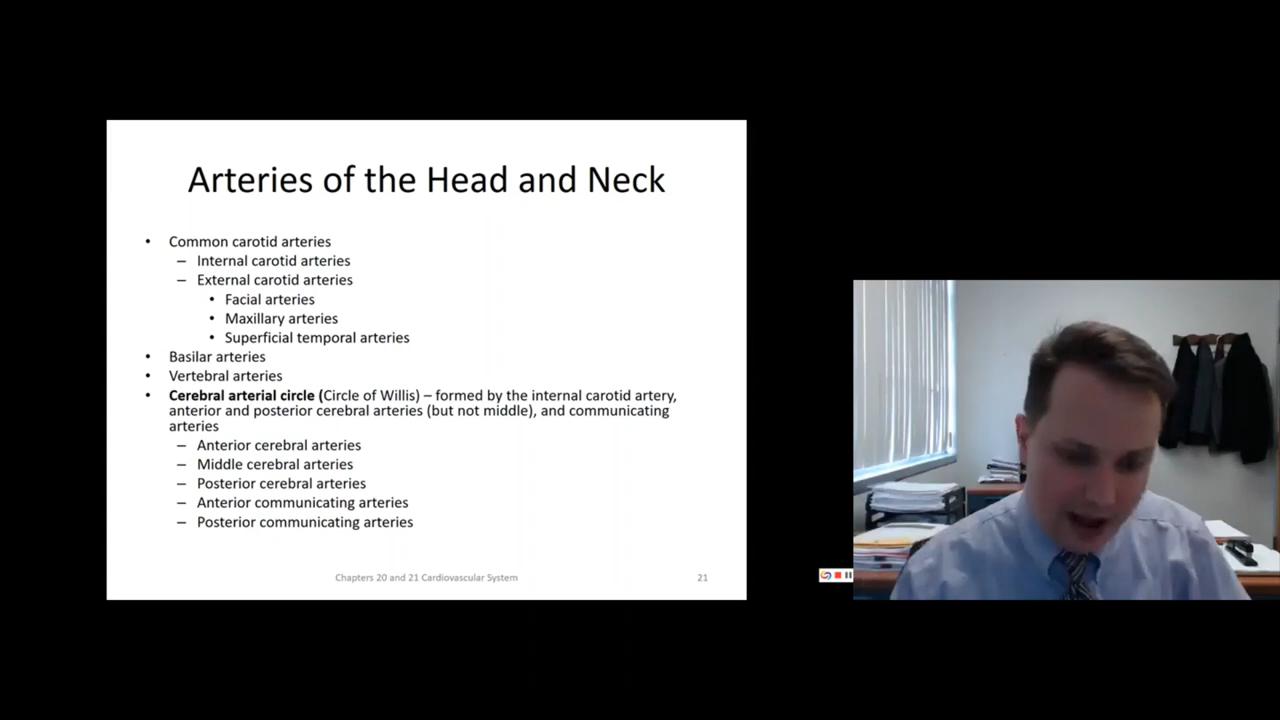 Arteries of the Head and Neck
• Common carotid arteries
– Internal carotid arteries
– External carotid arteries
• Facial arteries
• Maxillary arteries
• Superficial temporal arteries
• Basilar arteries
• Vertebral arteries
• Cerebral arterial circle (Circle of Willis) – formed by the internal carotid artery,
anterior and posterior cerebral arteries (but not middle), and communicating
arteries
– Anterior cerebral arteries
– Middle cerebral arteries
– Posterior cerebral arteries
– Anterior communicating arteries
– Posterior communicating arteries
Chapters 20 and 21 Cardiovascular System 21